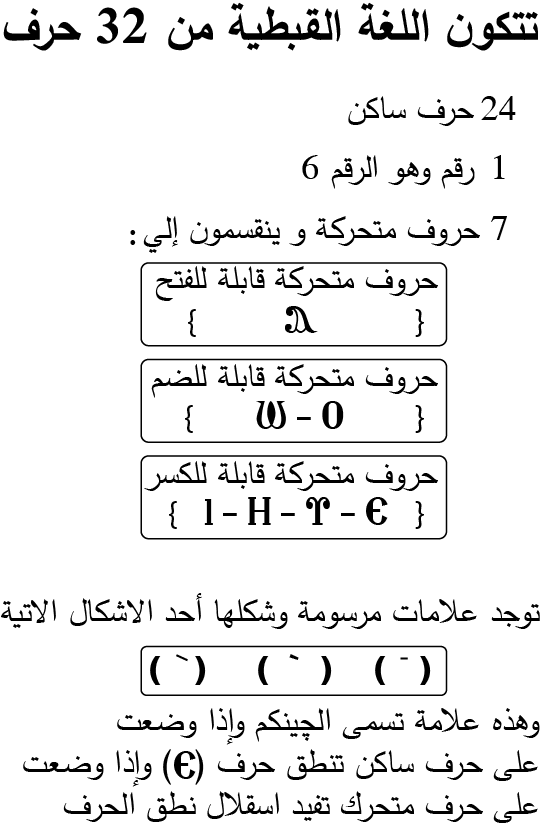 تتكون اللغة القبطية من 32 حرف
24 حرف ساكن
1 رقم وهو الرقم 6
7 حروف متحركة و ينقسمون إلي:
حروف متحركة قابلة للفتح
{ Ⲁ }
حروف متحركة قابلة للضم
{ Ⲟ - Ⲱ }
حروف متحركة قابلة للكسر
{ Ⲉ - Ⲩ - Ⲏ - Ⲓ }
توجد علامات مرسومة وشكلها أحد الاشكال الاتية
( ¯ ) ( ` ) ( ` )
وهذه علامة تسمى الچينكم وإذا وضعت
على حرف ساكن تنطق حرف (Ⲉ) وإذا وضعت
على حرف متحرك تفيد اسقلال نطق الحرف